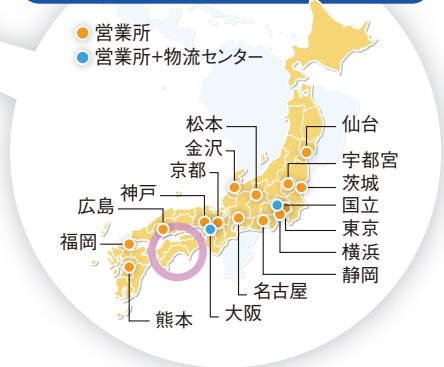 営業所
営業所+物流センター
松本
仙台
金沢
宇都宮
京都
茨城
神戸
国立
広島
東京
福岡
横浜
静岡
名古屋
大阪
熊本